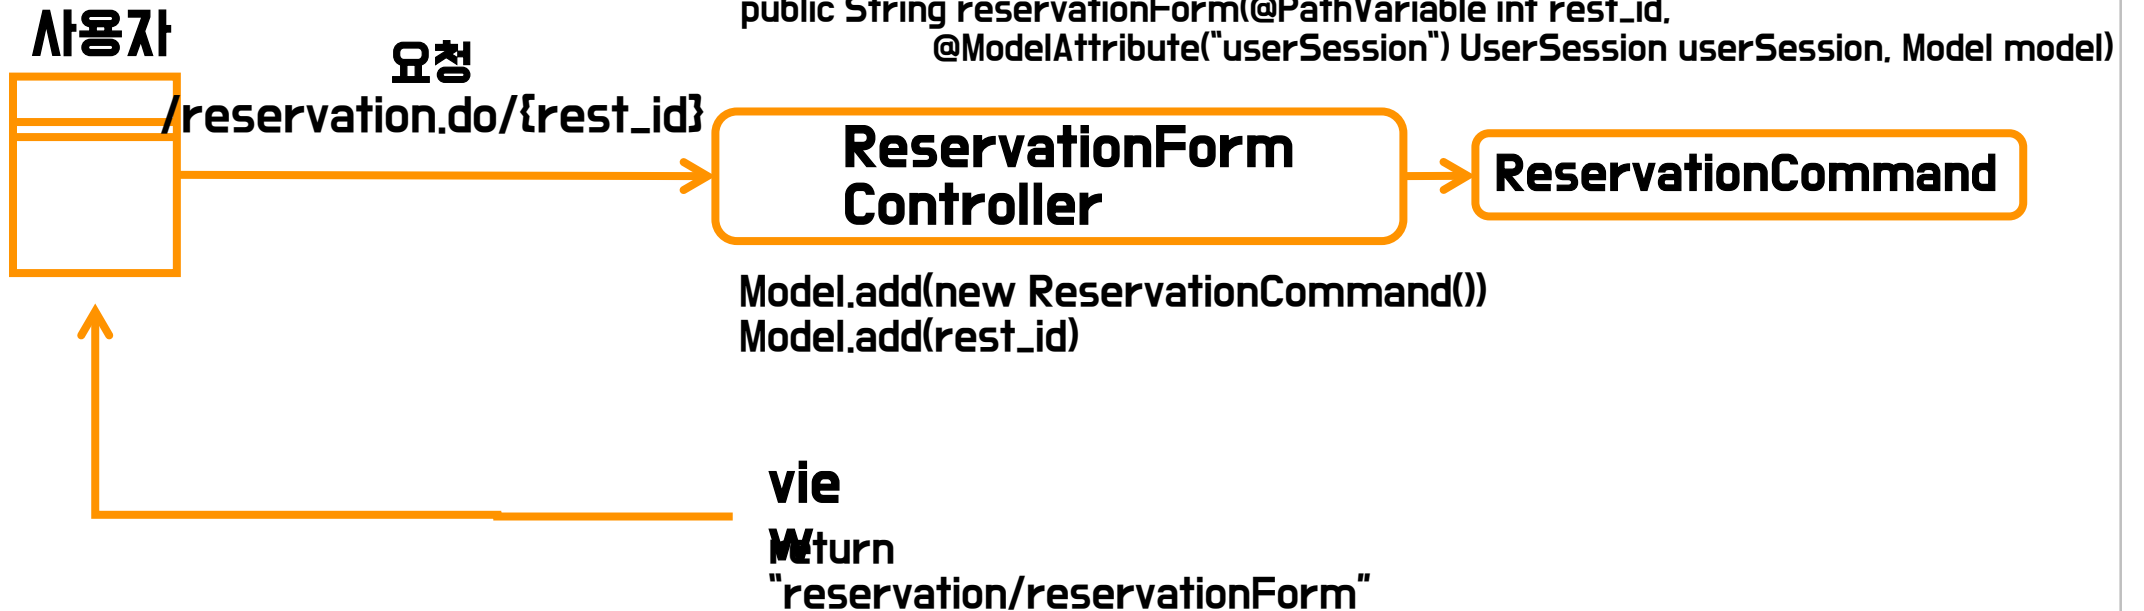 public String reservationForm(@PathVariable int rest_id,
@ModelAttribute("userSession") UserSession userSession, Model model)
사용자
요청
/reservation.do/{rest_id}
ReservationForm
Controller
ReservationCommand
Model.add(new ReservationCommand())
Model.add(rest_id)
vie
w
return
"reservation/reservationForm"